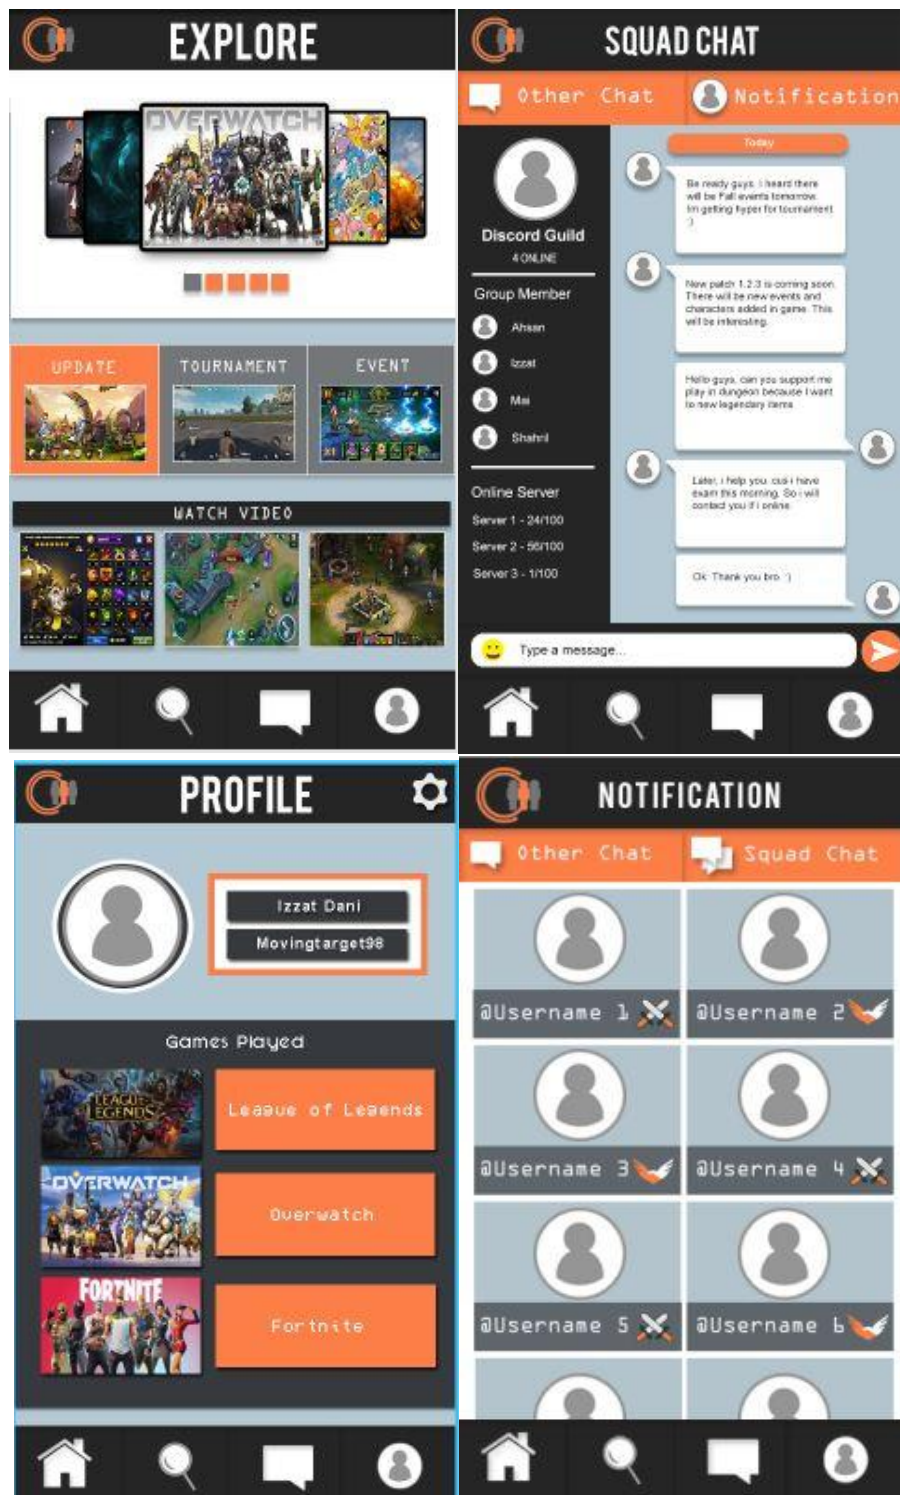 EXPLORE
OVERWATCH
UPDATE
TOURNAMENT
EVENT
WATCH VIDEO
SQUAD CHAT
Other Chat
Notification
Discord Guild
4 ONLINE
Group Member
Ahsan
Izzat
Mai
Shahril
Online Server
Server 1 - 24/100
Server 2 - 56/100
Server 3 - 1/100
Today
Be ready guys. I heard there
will be Fall events tomorrow.
Im getting hyper for tournament
:)
New patch 1.2.3 is coming soon.
There will be new events and
characters added in game. This
will be interesting.
Hello guys, can you support me
play in dungeon because I want
to new legendary items
Later, i help you, cus i have
exam this morning. So i will
contact you if i online.
Ok. Thank you bro. :)
Type a message...
PROFILE
Izzat Dani
Movingtarget98
Games Played
LEAGUE OF
LEGENDS
League of Legends
OVERWATCH
Overwatch
FORTNITE
Fortnite
NOTIFICATION
Other Chat
Squad Chat
@Username 1
@Username 2
@Username 3
@Username 4
@Username 5
@Username 6